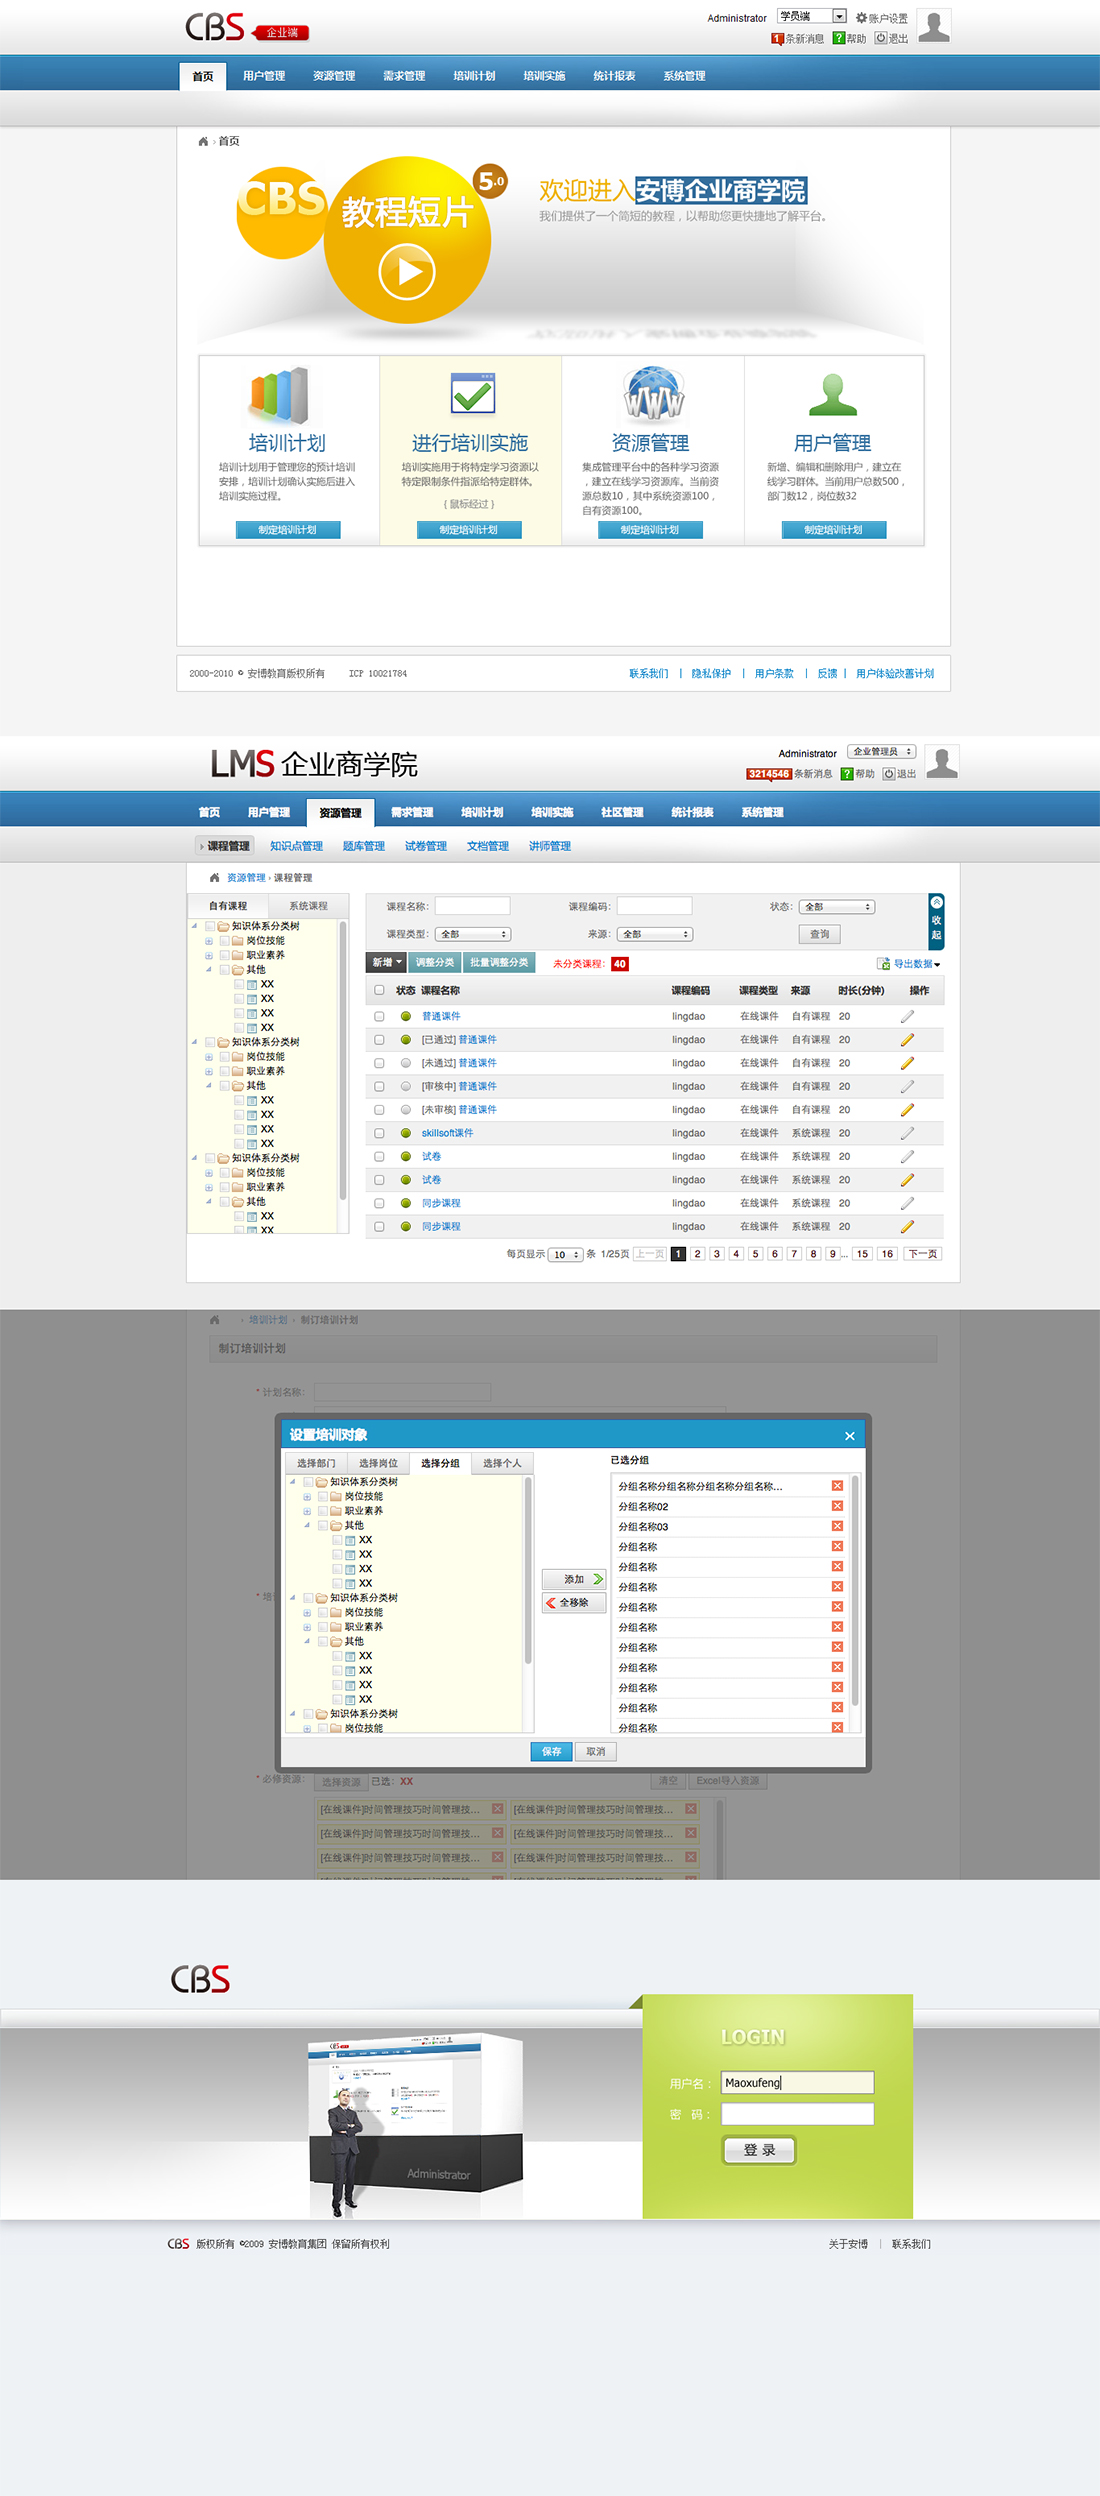 CBS 企业端
Administrator 学员端 账户设置
1 条新消息 ? 帮助 退出
首页 用户管理 资源管理 需求管理 培训计划 培训实施 统计报表 系统管理
› 首页
CBS 教程短片 5.0
欢迎进入安博企业商学院
我们提供了一个简短的教程，以帮助您更快捷地了解平台。
培训计划
培训计划用于管理您的预计培训
安排，培训计划确认实施后进入
培训实施过程。
制定培训计划
进行培训实施
培训实施用于将特定学习资源以
特定限制条件指派给特定群体。
{ 鼠标经过 }
制定培训计划
WWW
资源管理
集成管理平台中的各种学习资源
，建立在线学习资源库。当前资
源总数10，其中系统资源100，
自有资源100。
制定培训计划
用户管理
新增、编辑和删除用户，建立在
线学习群体。当前用户总数500，
部门数12，岗位数32
制定培训计划
2000-2010 © 安博教育版权所有 ICP 10021784
联系我们 | 隐私保护 | 用户条款 | 反馈 | 用户体验改善计划
LMS 企业商学院
Administrator 企业管理员
3214546 条新消息 ? 帮助 退出
首页 用户管理 资源管理 需求管理 培训计划 培训实施 社区管理 统计报表 系统管理
课程管理 知识点管理 题库管理 试卷管理 文档管理 讲师管理
资源管理 › 课程管理
自有课程 系统课程
知识体系分类树
岗位技能
职业素养
其他
XX
XX
XX
XX
知识体系分类树
岗位技能
职业素养
其他
XX
XX
XX
XX
知识体系分类树
岗位技能
职业素养
其他
XX
XX
课程名称： 课程编码： 状态： 全部
课程类型： 全部 来源： 全部 查询
收起
新增 调整分类 批量调整分类 未分类课程： 40 导出数据
状态 课程名称 课程编码 课程类型 来源 时长(分钟) 操作
普通课件 lingdao 在线课件 自有课程 20
[已通过] 普通课件 lingdao 在线课件 自有课程 20
[未通过] 普通课件 lingdao 在线课件 自有课程 20
[审核中] 普通课件 lingdao 在线课件 自有课程 20
[未审核] 普通课件 lingdao 在线课件 自有课程 20
skillsoft课件 lingdao 在线课件 系统课程 20
试卷 lingdao 在线课件 系统课程 20
试卷 lingdao 在线课件 系统课程 20
同步课程 lingdao 在线课件 系统课程 20
同步课程 lingdao 在线课件 系统课程 20
每页显示 10 条 1/25页 上一页 1 2 3 4 5 6 7 8 9 ... 15 16 下一页
› 培训计划 › 制订培训计划
制订培训计划
* 计划名称：
设置培训对象
选择部门 选择岗位 选择分组 选择个人
知识体系分类树
岗位技能
职业素养
其他
XX
XX
XX
XX
知识体系分类树
岗位技能
职业素养
其他
XX
XX
XX
XX
知识体系分类树
岗位技能
添加
全移除
已选分组
分组名称分组名称分组名称分组名称...
分组名称02
分组名称03
分组名称
分组名称
分组名称
分组名称
分组名称
分组名称
分组名称
分组名称
分组名称
分组名称
保存 取消
* 培
* 必修资源： 选择资源 已选： XX 清空 Excel导入资源
[在线课件]时间管理技巧时间管理技... [在线课件]时间管理技巧时间管理技...
[在线课件]时间管理技巧时间管理技... [在线课件]时间管理技巧时间管理技...
[在线课件]时间管理技巧时间管理技... [在线课件]时间管理技巧时间管理技...
CBS
Administrator
LOGIN
用户名： Maoxufeng
密 码：
登 录
CBS 版权所有 ©2009 安博教育集团 保留所有权利
关于安博 | 联系我们